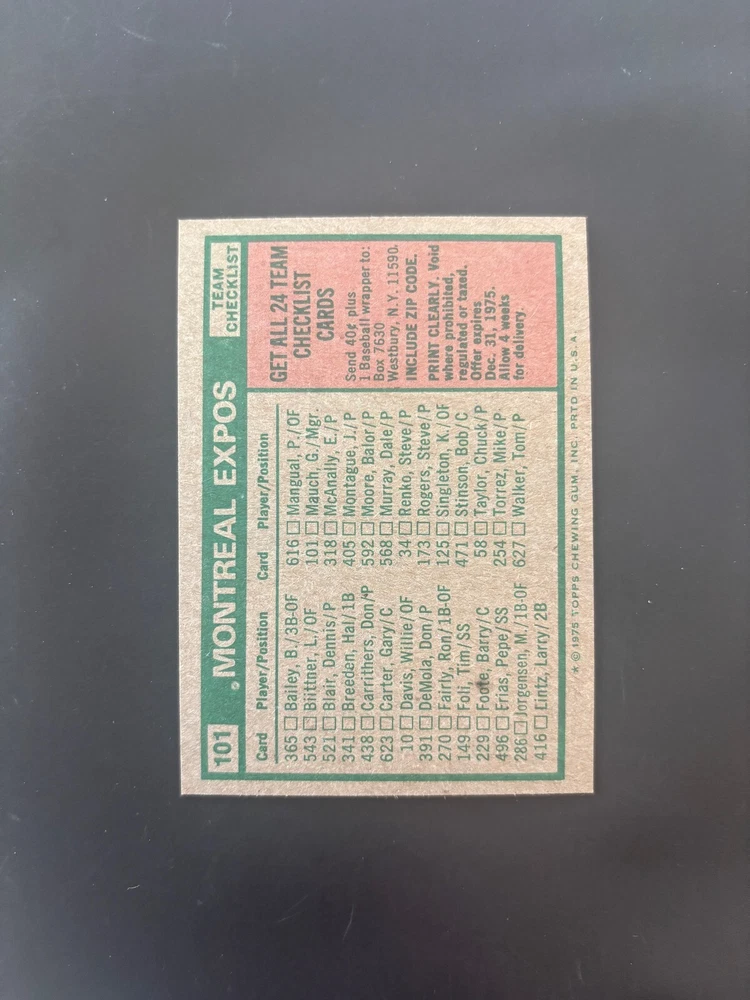 101 MONTREAL EXPOS TEAM CHECKLIST
Card Player/Position
365 Bailey, B./3B-OF
543 Biittner, L./OF
521 Blair, Dennis/P
341 Breeden, Hal/1B
438 Carrithers, Don/P
623 Carter, Gary/C
10 Davis, Willie/OF
391 DeMola, Don/P
270 Fairly, Ron/1B-OF
149 Foli, Tim/SS
229 Foote, Barry/C
496 Frias, Pepe/SS
286 Jorgensen, M./1B-OF
416 Lintz, Larry/2B
Card Player/Position
616 Mangual, P./OF
101 Mauch, G./Mgr.
318 McAnally, E./P
405 Montague, J./P
592 Moore, Balor/P
568 Murray, Dale/P
34 Renko, Steve/P
173 Rogers, Steve/P
125 Singleton, K./OF
471 Stinson, Bob/C
58 Taylor, Chuck/P
254 Torrez, Mike/P
627 Walker, Tom/P
GET ALL 24 TEAM
CHECKLIST
CARDS
Send 40¢ plus
1 Baseball wrapper to:
Box 7630
Westbury, N.Y. 11590.
INCLUDE ZIP CODE.
PRINT CLEARLY. Void
where prohibited,
regulated or taxed.
Offer expires
Dec. 31, 1975.
Allow 4 weeks
for delivery.
* © 1975 TOPPS CHEWING GUM, INC. PRTD IN U.S.A.